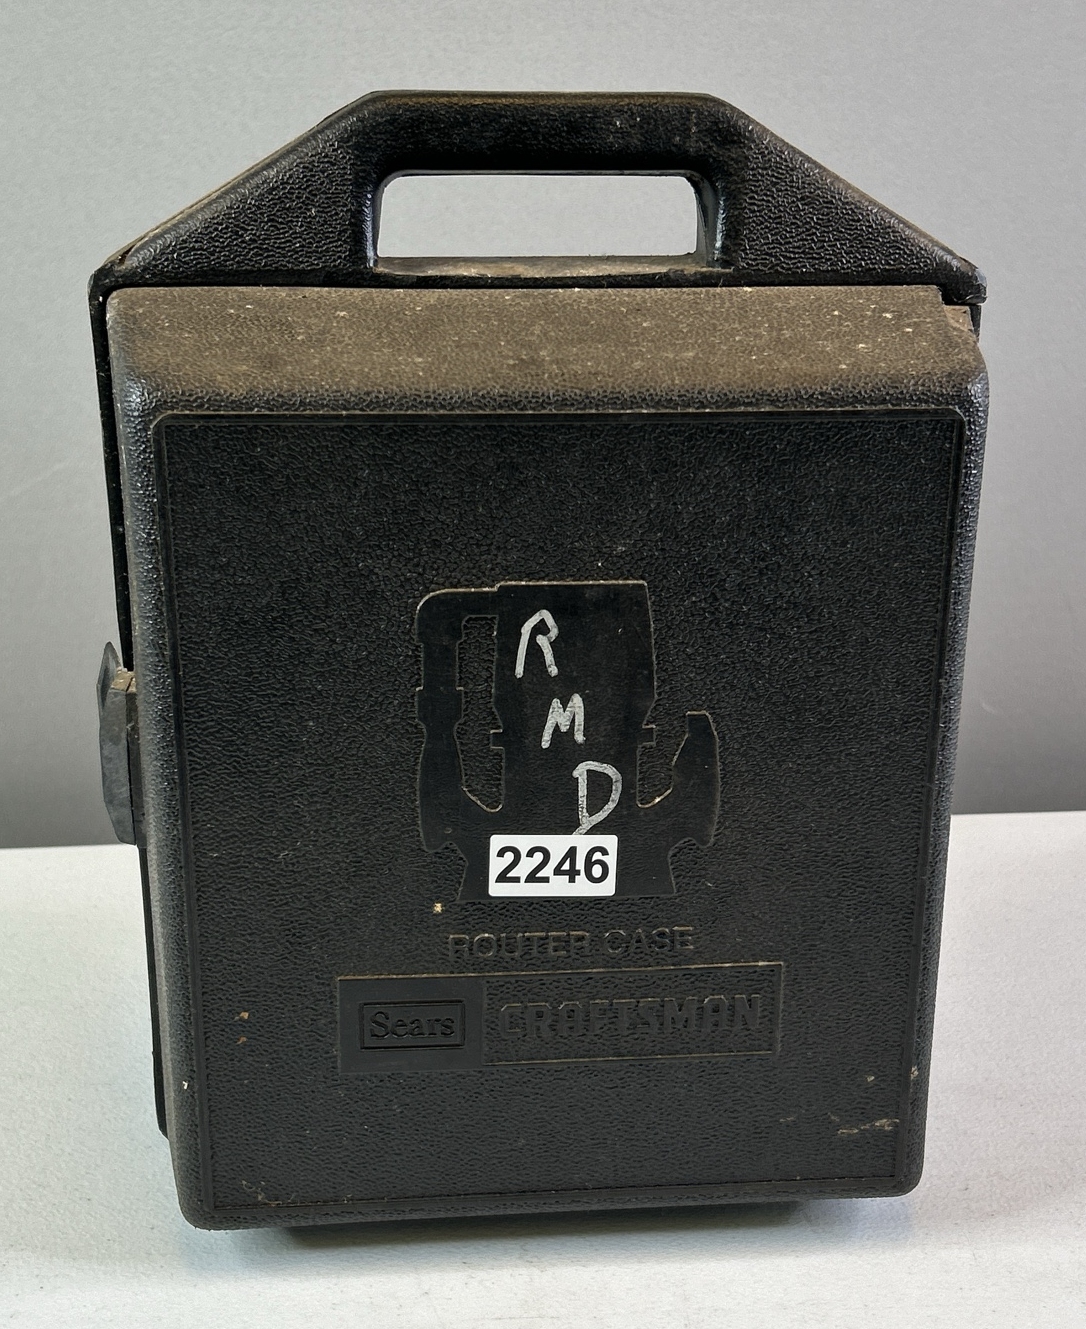 R
M
D
2246
ROUTER CASE
Sears CRAFTSMAN